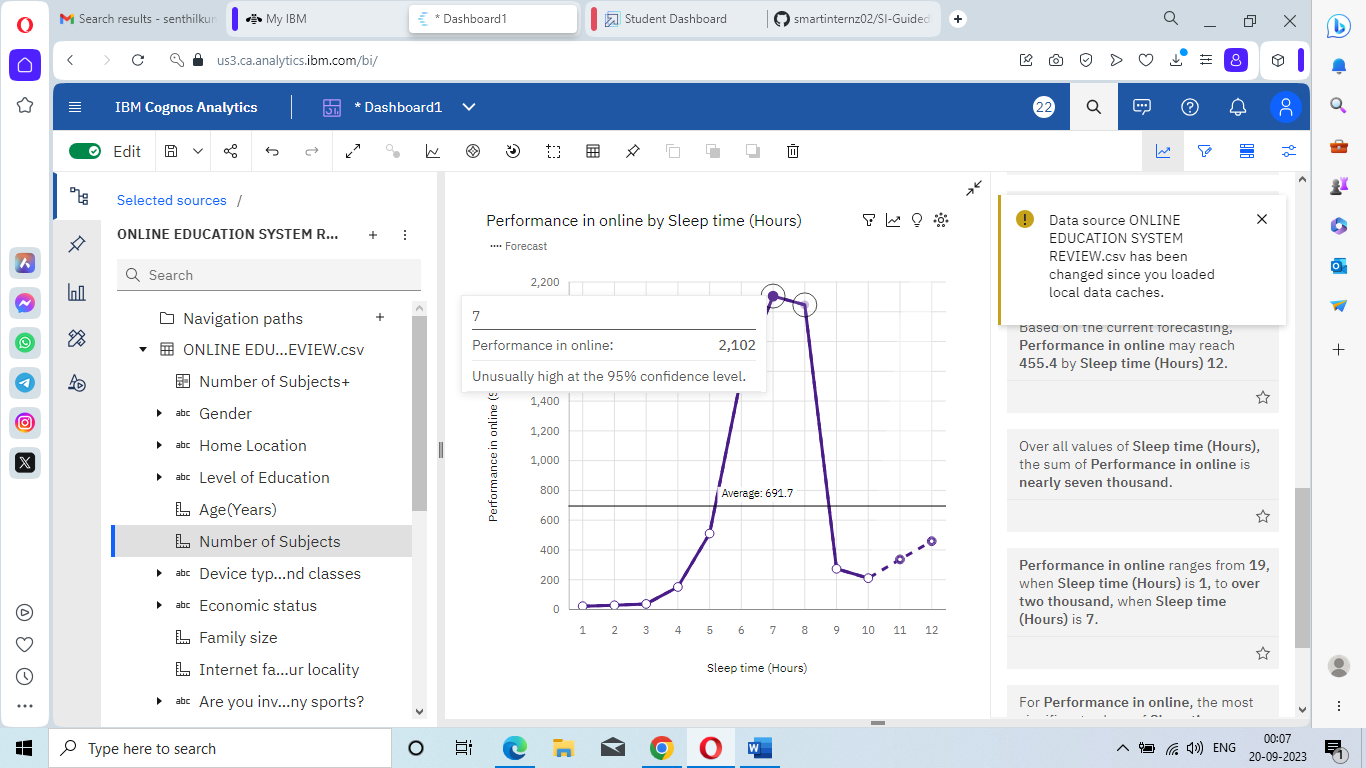 Search results - senthilkun
My IBM
* Dashboard1
Student Dashboard
smartinternz02/SI-Guided
us3.ca.analytics.ibm.com/bi/
IBM Cognos Analytics
* Dashboard1
22
Edit
Selected sources /
ONLINE EDUCATION SYSTEM R...
Search
Navigation paths
ONLINE EDU...EVIEW.csv
Number of Subjects+
abc Gender
abc Home Location
abc Level of Education
Age(Years)
Number of Subjects
abc Device typ...nd classes
abc Economic status
Family size
Internet fa...ur locality
abc Are you inv...ny sports?
Performance in online by Sleep time (Hours)
Forecast
2,200
1,400
1,200
1,000
800
600
400
200
0
Performance in online (S
7
Performance in online: 2,102
Unusually high at the 95% confidence level.
Average: 691.7
1 2 3 4 5 6 7 8 9 10 11 12
Sleep time (Hours)
Data source ONLINE
EDUCATION SYSTEM
REVIEW.csv has been
changed since you loaded
local data caches.
Based on the current forecasting,
Performance in online may reach
455.4 by Sleep time (Hours) 12.
Over all values of Sleep time (Hours),
the sum of Performance in online is
nearly seven thousand.
Performance in online ranges from 19,
when Sleep time (Hours) is 1, to over
two thousand, when Sleep time
(Hours) is 7.
For Performance in online, the most
Type here to search
ENG
00:07
20-09-2023
1